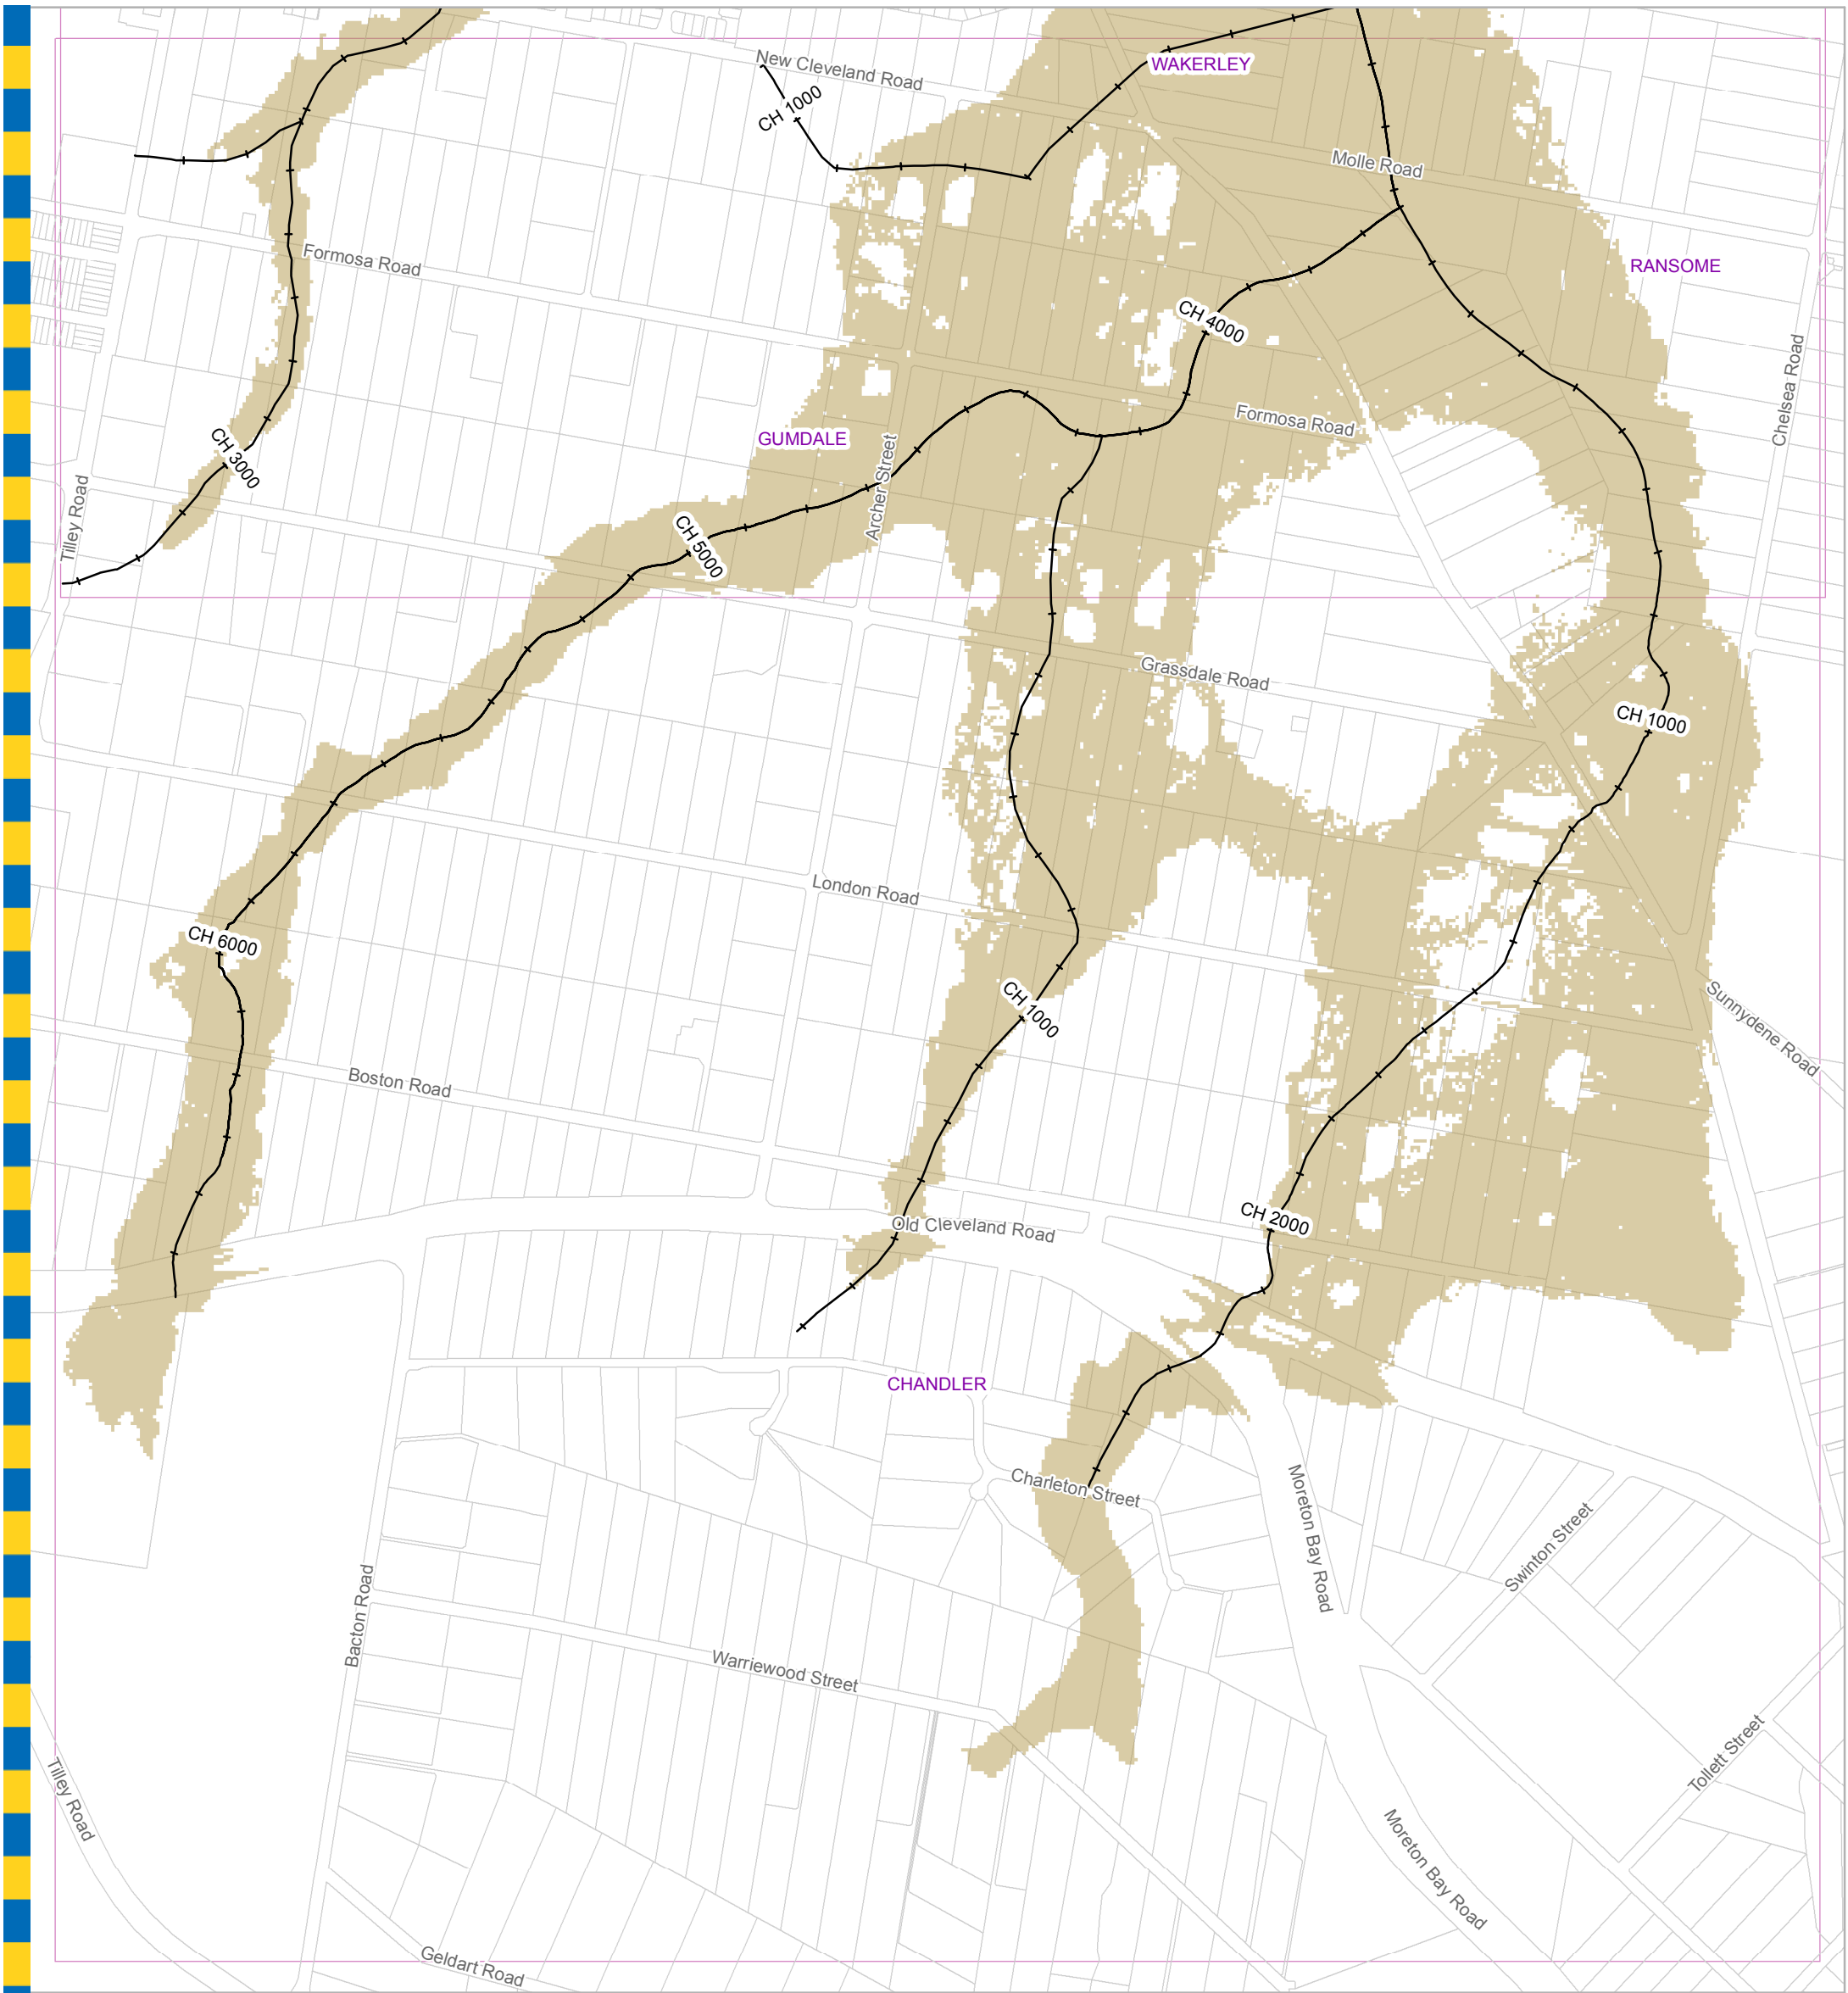 New Cleveland Road
WAKERLEY
CH 1000
Molle Road
Formosa Road
RANSOME
CH 4000
Chelsea Road
Formosa Road
GUMDALE
Archer Street
CH 3000
Tilley Road
CH 5000
Grassdale Road
CH 1000
London Road
CH 6000
CH 1000
Sunnydene Road
Boston Road
CH 2000
Old Cleveland Road
CHANDLER
Charleton Street
Moreton Bay Road
Swinton Street
Bacton Road
Warriewood Street
Tollett Street
Tilley Road
Moreton Bay Road
Geldart Road